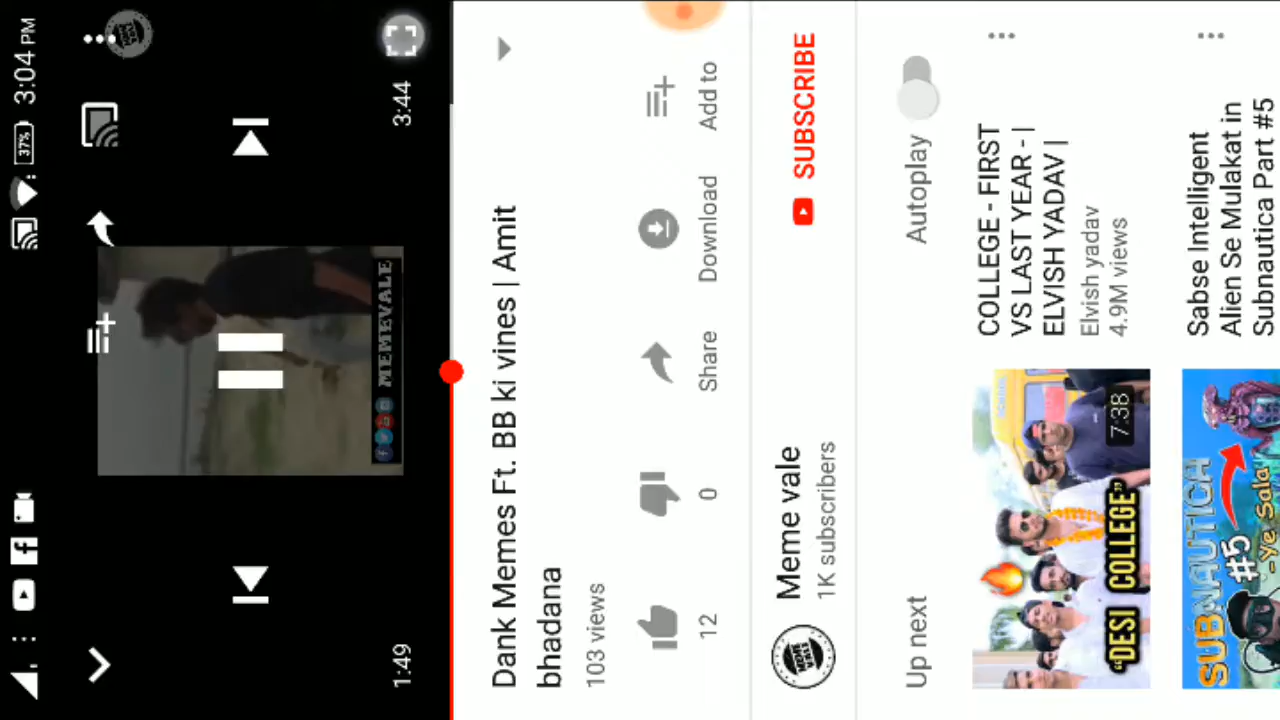 37% 3:04 PM
MEMEVALE
1:49
3:44
Dank Memes Ft. BB ki vines | Amit
bhadana
103 views
12
0
Share
Download
Add to
Meme vale
1K subscribers
SUBSCRIBE
Up next
Autoplay
COLLEGE - FIRST
VS LAST YEAR - |
ELVISH YADAV |
Elvish yadav
4.9M views
"DESI COLLEGE"
7:38
Sabse Intelligent
Alien Se Mulakat in
Subnautica Part #5
SUBNAUTICA
#5
-Ye Sala